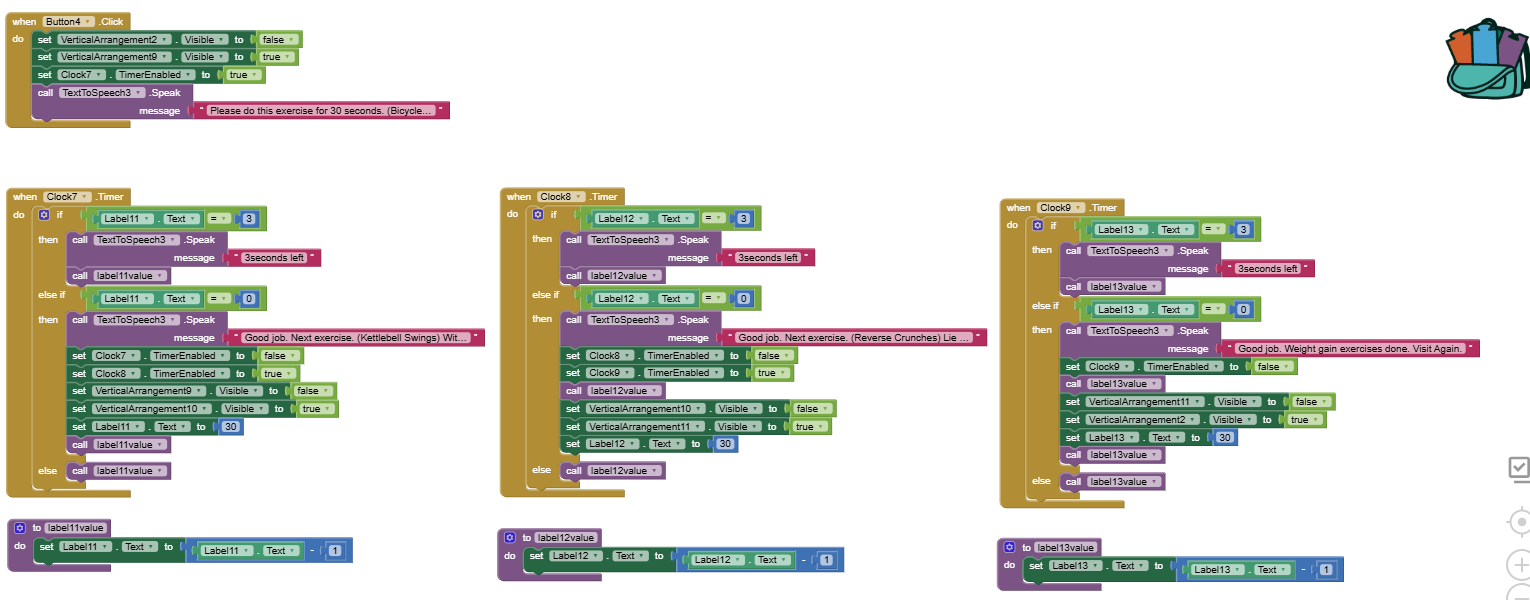 when Button4 .Click
do set VerticalArrangement2 . Visible to false
set VerticalArrangement9 . Visible to true
set Clock7 . TimerEnabled to true
call TextToSpeech3 .Speak
message " Please do this exercise for 30 seconds. (Bicycle... "
when Clock7 .Timer
do if Label11 . Text = 3
then call TextToSpeech3 .Speak
message " 3seconds left "
call label11value
else if Label11 . Text = 0
then call TextToSpeech3 .Speak
message " Good job. Next exercise. (Kettlebell Swings) Wit... "
set Clock7 . TimerEnabled to false
set Clock8 . TimerEnabled to true
set VerticalArrangement9 . Visible to false
set VerticalArrangement10 . Visible to true
set Label11 . Text to 30
call label11value
else call label11value
to label11value
do set Label11 . Text to Label11 . Text - 1
when Clock8 .Timer
do if Label12 . Text = 3
then call TextToSpeech3 .Speak
message " 3seconds left "
call label12value
else if Label12 . Text = 0
then call TextToSpeech3 .Speak
message " Good job. Next exercise. (Reverse Crunches) Lie ... "
set Clock8 . TimerEnabled to false
set Clock9 . TimerEnabled to true
call label12value
set VerticalArrangement10 . Visible to false
set VerticalArrangement11 . Visible to true
set Label12 . Text to 30
else call label12value
to label12value
do set Label12 . Text to Label12 . Text - 1
when Clock9 .Timer
do if Label13 . Text = 3
then call TextToSpeech3 .Speak
message " 3seconds left "
call label13value
else if Label13 . Text = 0
then call TextToSpeech3 .Speak
message " Good job. Weight gain exercises done. Visit Again. "
set Clock9 . TimerEnabled to false
call label13value
set VerticalArrangement11 . Visible to false
set VerticalArrangement2 . Visible to true
set Label13 . Text to 30
call label13value
else call label13value
to label13value
do set Label13 . Text to Label13 . Text - 1